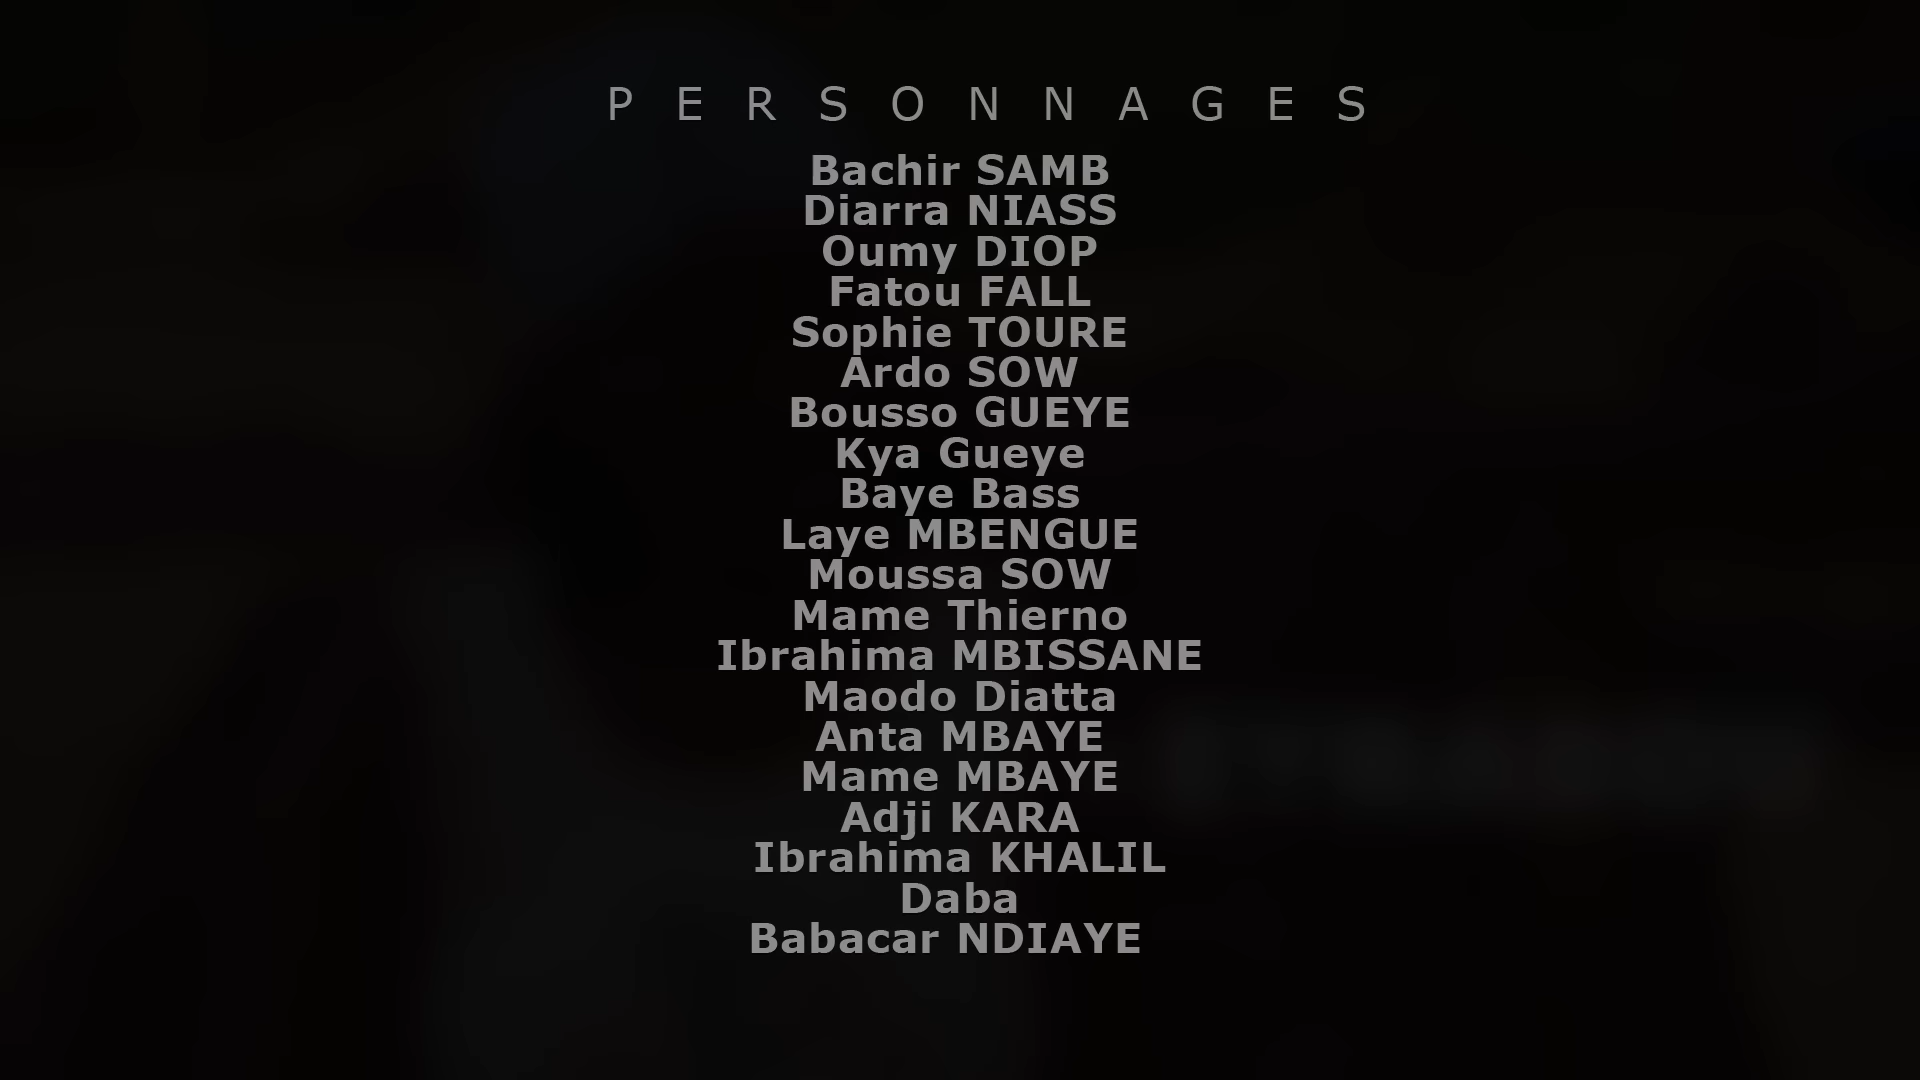 PERSONNAGES
Bachir SAMB
Diarra NIASS
Oumy DIOP
Fatou FALL
Sophie TOURE
Ardo SOW
Bousso GUEYE
Kya Gueye
Baye Bass
Laye MBENGUE
Moussa SOW
Mame Thierno
Ibrahima MBISSANE
Maodo Diatta
Anta MBAYE
Mame MBAYE
Adji KARA
Ibrahima KHALIL
Daba
Babacar NDIAYE